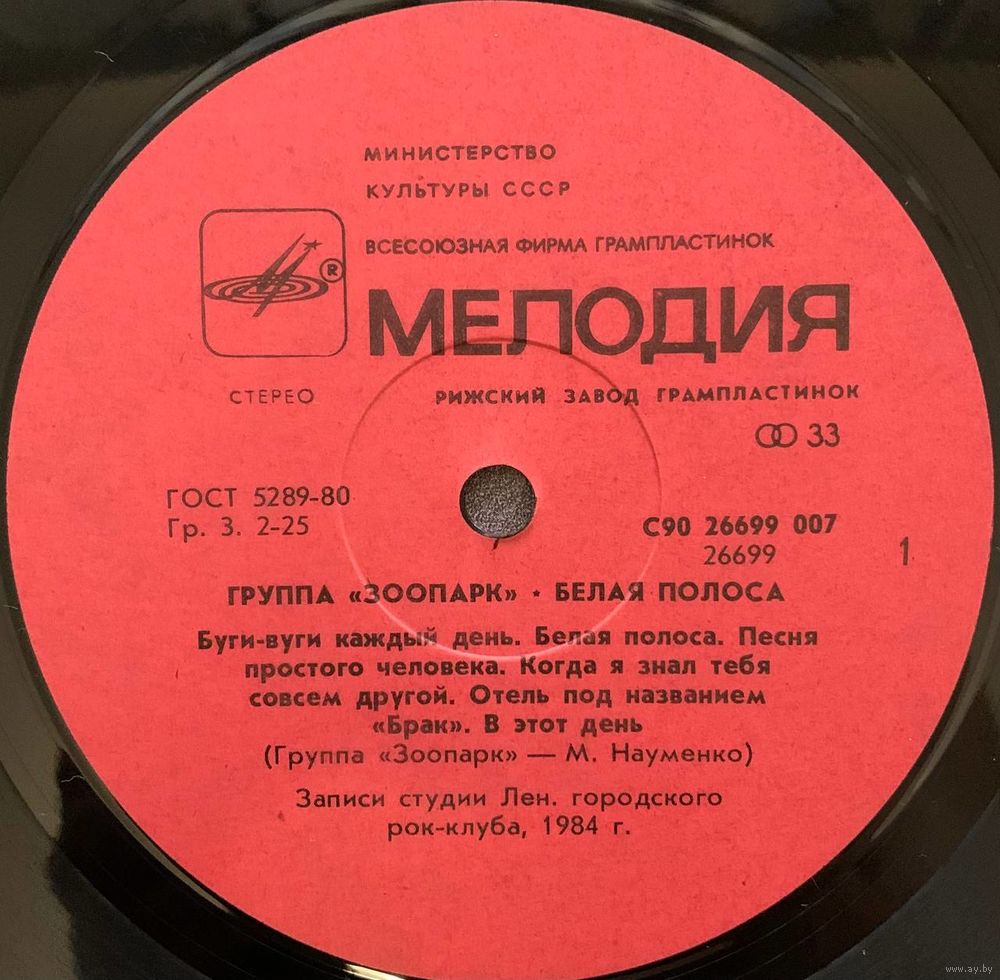 МИНИСТЕРСТВО
КУЛЬТУРЫ СССР
ВСЕСОЮЗНАЯ ФИРМА ГРАМПЛАСТИНОК
®
МЕЛОДИЯ
СТЕРЕО
РИЖСКИЙ ЗАВОД ГРАМПЛАСТИНОК
33
ГОСТ 5289-80
Гр. 3. 2-25
С90 26699 007
26699
1
ГРУППА «ЗООПАРК» • БЕЛАЯ ПОЛОСА
Буги-вуги каждый день. Белая полоса. Песня
простого человека. Когда я знал тебя
совсем другой. Отель под названием
«Брак». В этот день
(Группа «Зоопарк» — М. Науменко)
Записи студии Лен. городского
рок-клуба, 1984 г.
www.ay.by